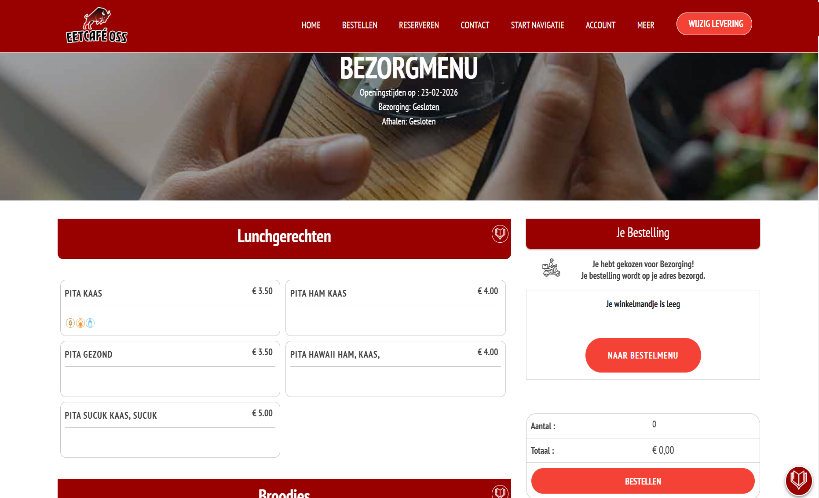 EETCAFÉ OSS
HOME BESTELLEN RESERVEREN CONTACT START NAVIGATIE ACCOUNT MEER WIJZIG LEVERING
BEZORGMENU
Openingstijden op : 23-02-2026
Bezorging: Gesloten
Afhalen: Gesloten
Lunchgerechten
PITA KAAS € 3.50
PITA HAM KAAS € 4.00
PITA GEZOND € 3.50
PITA HAWAII HAM, KAAS, € 4.00
PITA SUCUK KAAS, SUCUK € 5.00
Broodjes
Je Bestelling
Je hebt gekozen voor Bezorging!
Je bestelling wordt op je adres bezorgd.
Je winkelmandje is leeg
NAAR BESTELMENU
Aantal : 0
Totaal : € 0,00
BESTELLEN